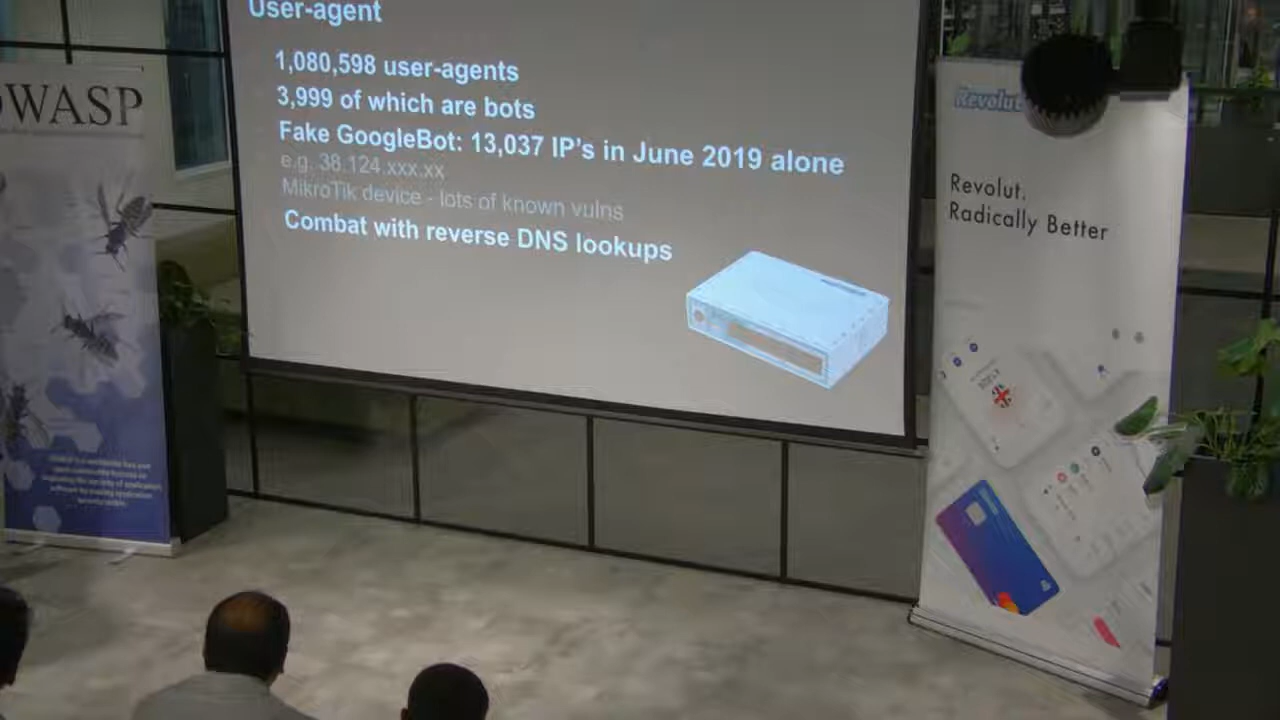 User-agent
1,080,598 user-agents
3,999 of which are bots
Fake GoogleBot: 13,037 IP's in June 2019 alone
e.g. 38.124.xxx.xx
MikroTik device - lots of known vulns
Combat with reverse DNS lookups
OWASP
Revolut
Revolut.
Radically Better